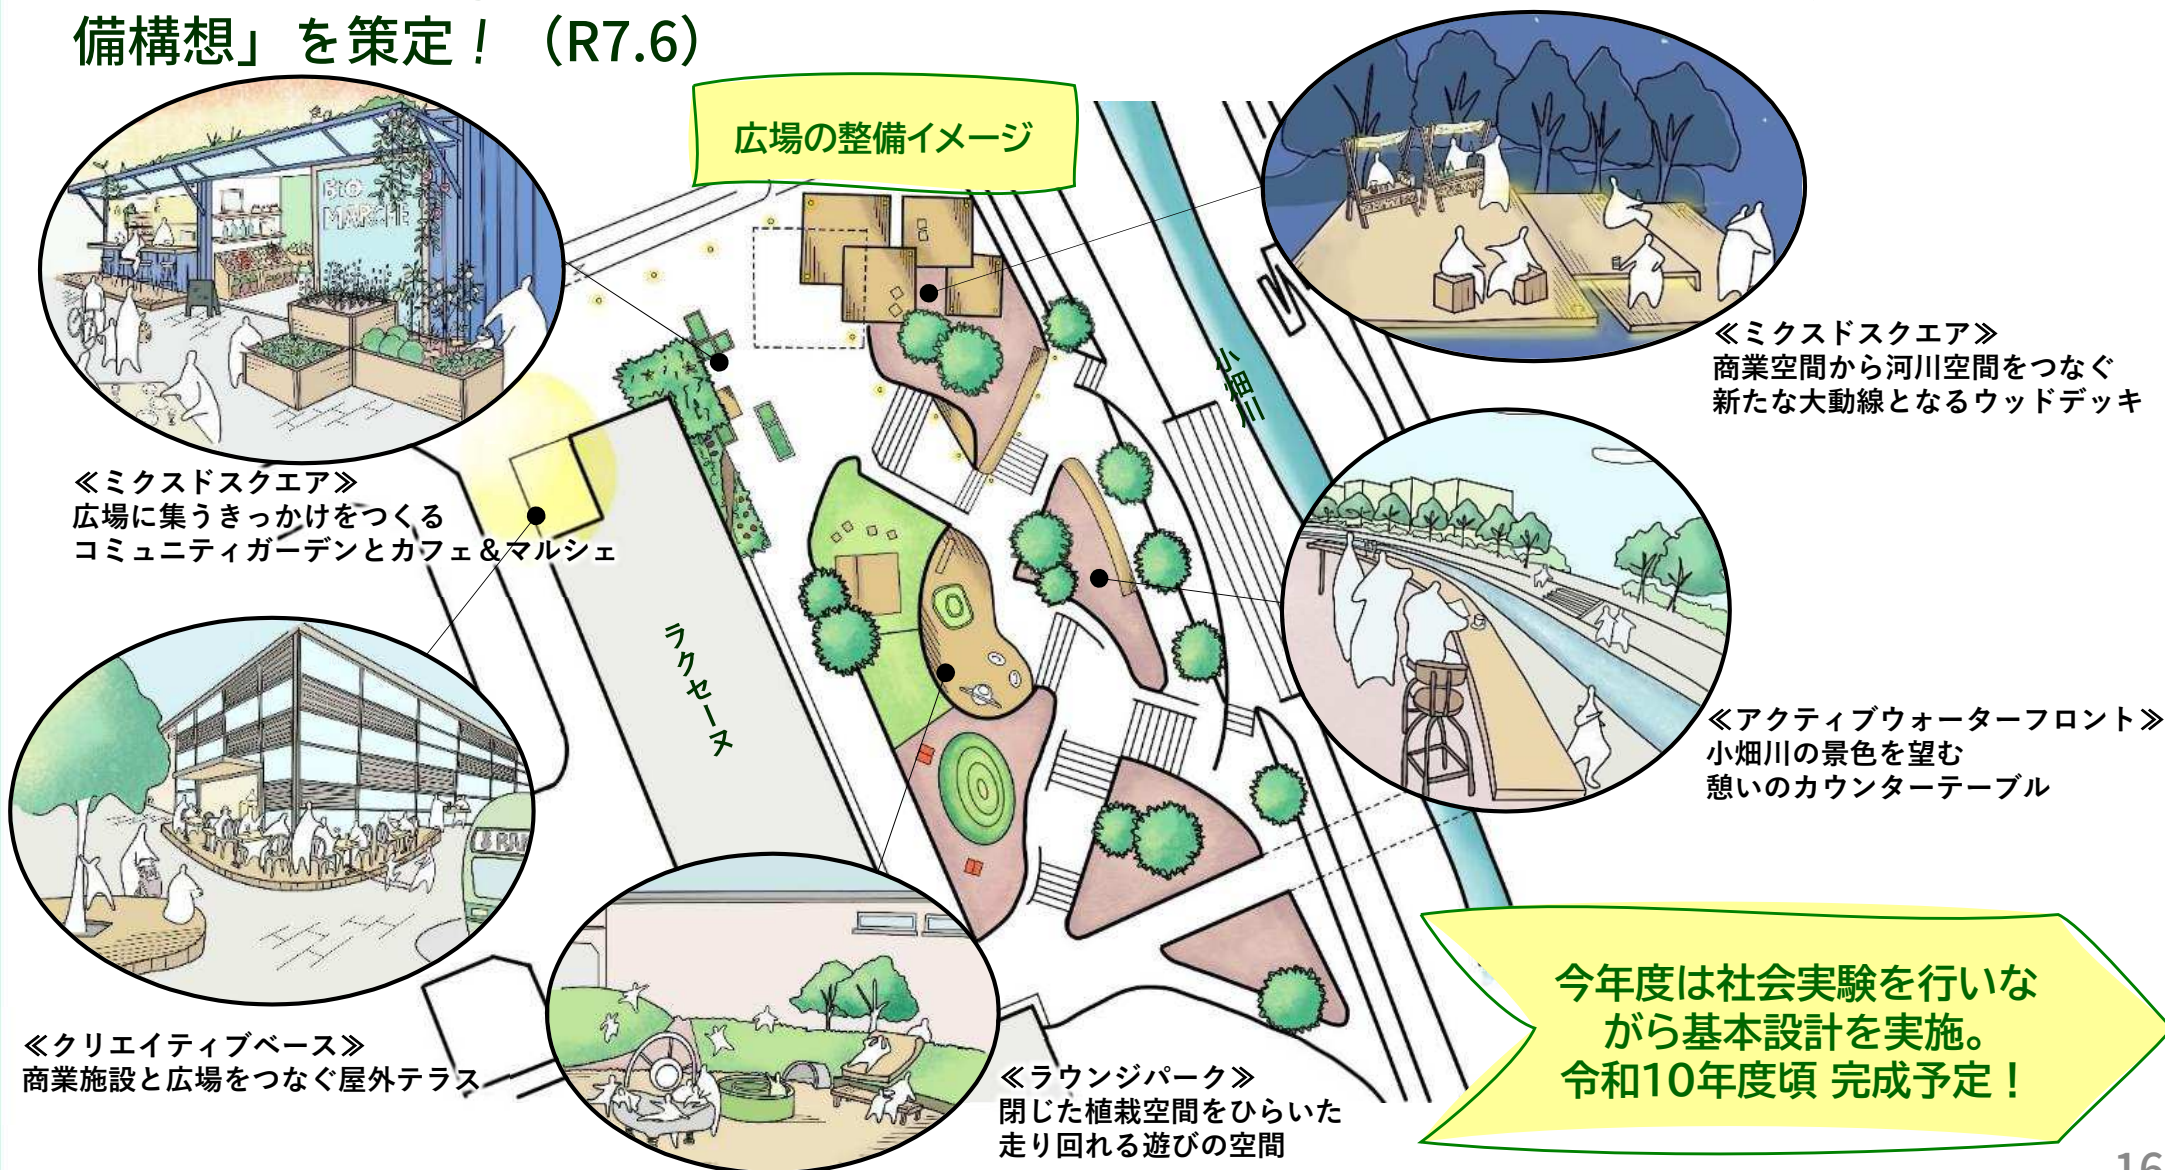 備構想」を策定！（R7.6）
広場の整備イメージ
BIO
MARCHE
≪ミクスドスクエア≫
広場に集うきっかけをつくる
コミュニティガーデンとカフェ＆マルシェ
≪ミクスドスクエア≫
商業空間から河川空間をつなぐ
新たな大動線となるウッドデッキ
小畑川
ラクセーヌ
≪アクティブウォーターフロント≫
小畑川の景色を望む
憩いのカウンターテーブル
≪クリエイティブベース≫
商業施設と広場をつなぐ屋外テラス
≪ラウンジパーク≫
閉じた植栽空間をひらいた
走り回れる遊びの空間
今年度は社会実験を行いな
がら基本設計を実施。
令和10年度頃 完成予定！
16